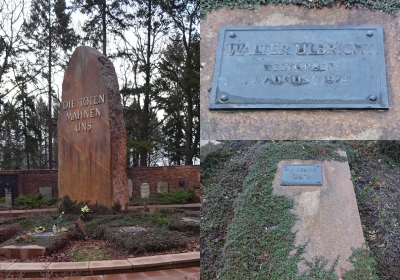 DIE TOTEN
MAHNEN
UNS
WALTER ULBRICHT
GESTORBEN
1. AUGUST 1973